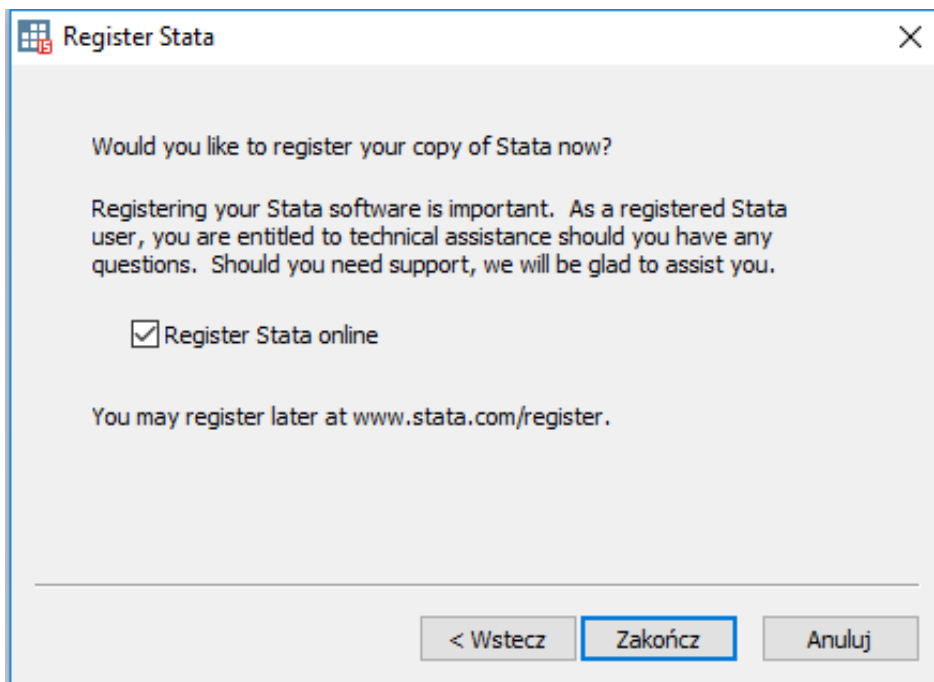 Register Stata
Would you like to register your copy of Stata now?
Registering your Stata software is important.  As a registered Stata
user, you are entitled to technical assistance should you have any
questions.  Should you need support, we will be glad to assist you.
Register Stata online
You may register later at www.stata.com/register.
< Wstecz
Zakończ
Anuluj